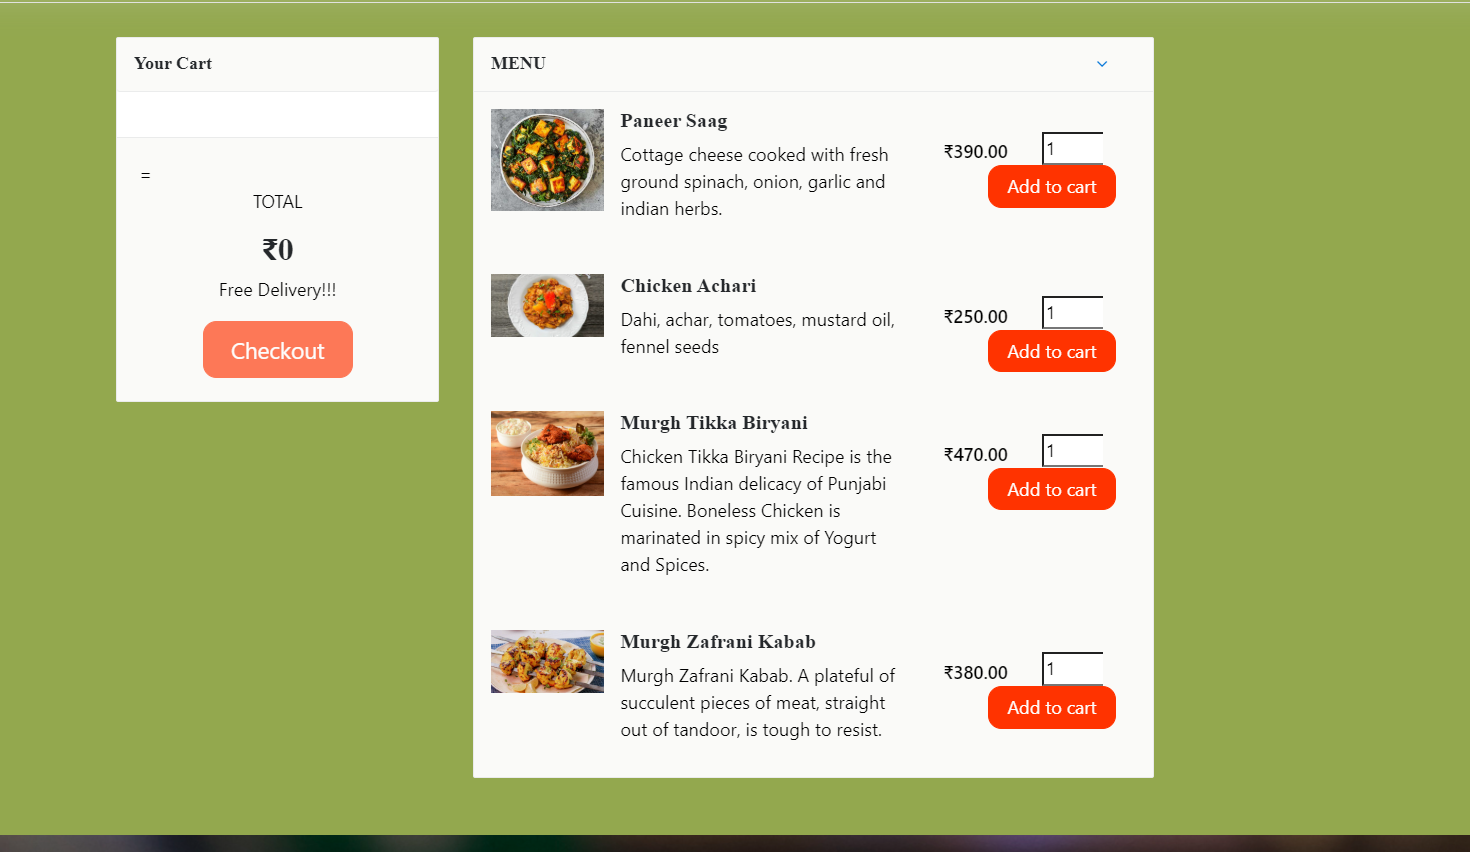 Your Cart
=
TOTAL
₹0
Free Delivery!!!
Checkout
MENU
Paneer Saag
Cottage cheese cooked with fresh
ground spinach, onion, garlic and
indian herbs.
₹390.00
1
Add to cart
Chicken Achari
Dahi, achar, tomatoes, mustard oil,
fennel seeds
₹250.00
1
Add to cart
Murgh Tikka Biryani
Chicken Tikka Biryani Recipe is the
famous Indian delicacy of Punjabi
Cuisine. Boneless Chicken is
marinated in spicy mix of Yogurt
and Spices.
₹470.00
1
Add to cart
Murgh Zafrani Kabab
Murgh Zafrani Kabab. A plateful of
succulent pieces of meat, straight
out of tandoor, is tough to resist.
₹380.00
1
Add to cart